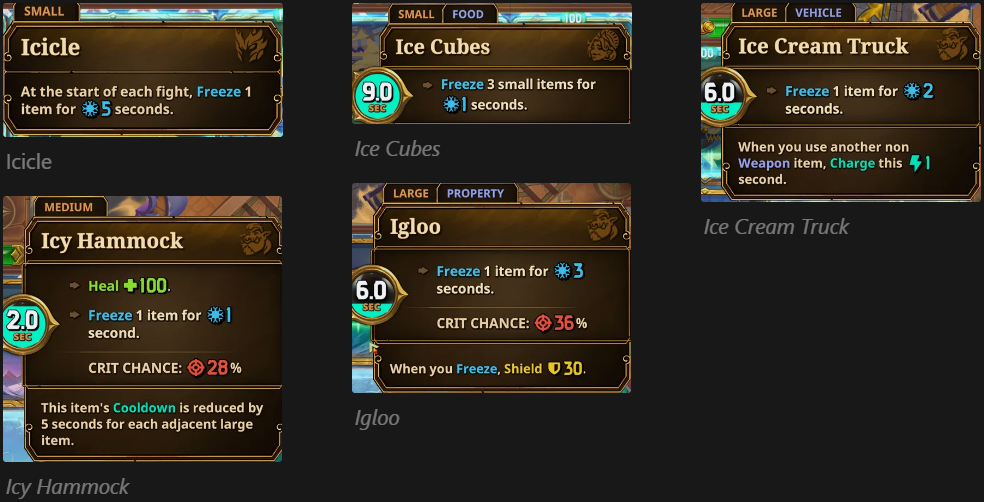 SMALL
Icicle
At the start of each fight, Freeze 1
item for 5 seconds.
Icicle
SMALL FOOD
100
Ice Cubes
9.0
SEC
Freeze 3 small items for
1 seconds.
Ice Cubes
LARGE VEHICLE
Ice Cream Truck
6.0
SEC
Freeze 1 item for 2
seconds.
When you use another non
Weapon item, Charge this 1
second.
Ice Cream Truck
MEDIUM
Icy Hammock
2.0
SEC
Heal +100.
Freeze 1 item for 1
second.
CRIT CHANCE: 28%
This item's Cooldown is reduced by
5 seconds for each adjacent large
item.
Icy Hammock
LARGE PROPERTY
Igloo
6.0
SEC
Freeze 1 item for 3
seconds.
CRIT CHANCE: 36%
When you Freeze, Shield 30.
Igloo